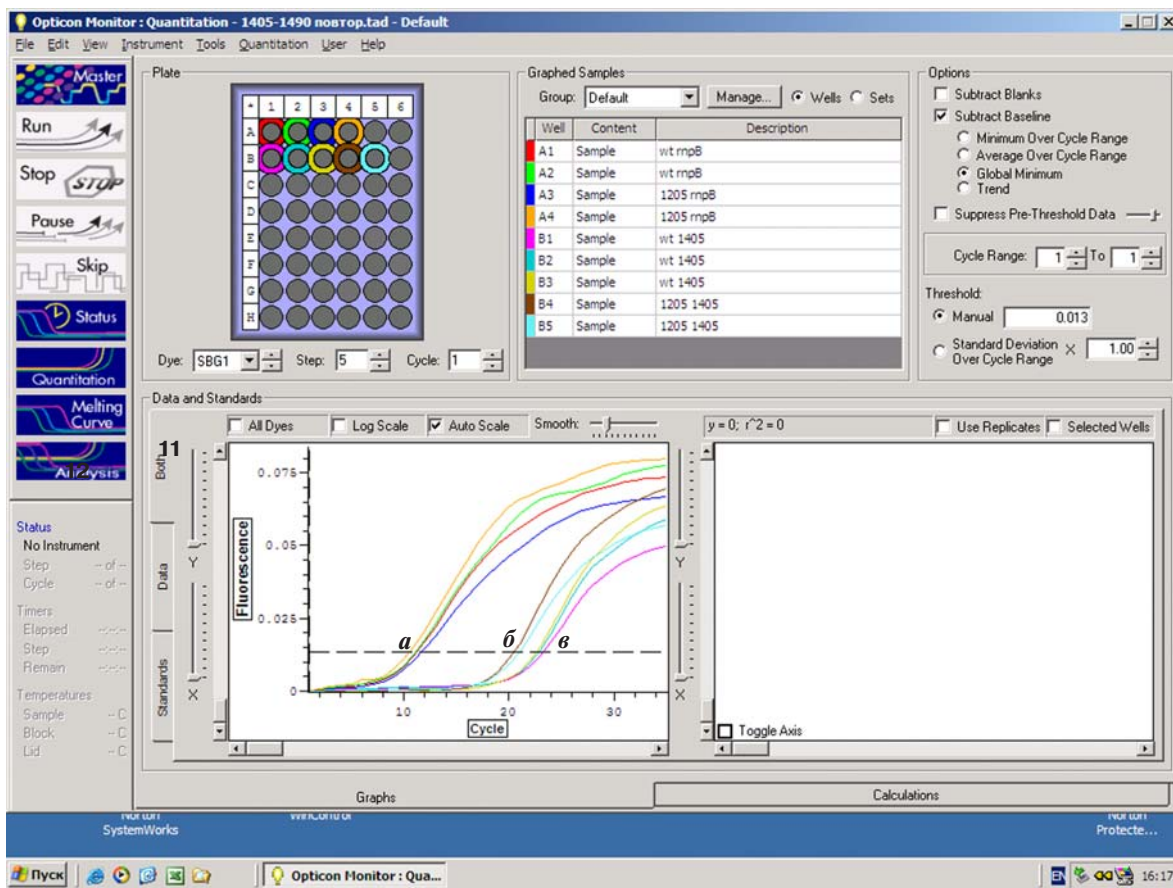 Opticon Monitor : Quantitation - 1405-1490 повтор.tad - Default
File Edit View Instrument Tools Quantitation User Help
Master
Run
Stop
STOP
Pause
Skip
Status
Quantitation
Melting
Curve
Analysis
12
Status
No Instrument
Step -- of --
Cycle -- of --
Timers
Elapsed --:--:--
Step --:--:--
Remain --:--:--
Temperatures
Sample -- C
Block -- C
Lid -- C
Plate
* 1 2 3 4 5 6
A
B
C
D
E
F
G
H
Dye: SBG1 Step: 5 Cycle: 1
Graphed Samples
Group: Default Manage... Wells Sets
Well Content Description
A1 Sample wt rnpB
A2 Sample wt rnpB
A3 Sample 1205 rnpB
A4 Sample 1205 rnpB
B1 Sample wt 1405
B2 Sample wt 1405
B3 Sample wt 1405
B4 Sample 1205 1405
B5 Sample 1205 1405
Options
Subtract Blanks
Subtract Baseline
Minimum Over Cycle Range
Average Over Cycle Range
Global Minimum
Trend
Suppress Pre-Threshold Data
Cycle Range: 1 To 1
Threshold:
Manual 0.013
Standard Deviation
Over Cycle Range X 1.00
Data and Standards
All Dyes Log Scale Auto Scale Smooth:
y = 0; r^2 = 0 Use Replicates Selected Wells
11
Both
Data
Standards
Y
X
Fluorescence
0.075
0.05
0.025
0
а б в
10 20 30
Cycle
Y
X
Toggle Axis
Graphs Calculations
Norton
SystemWorks
WinControl
Norton
Protecte...
Пуск Opticon Monitor : Qua... EN 16:17